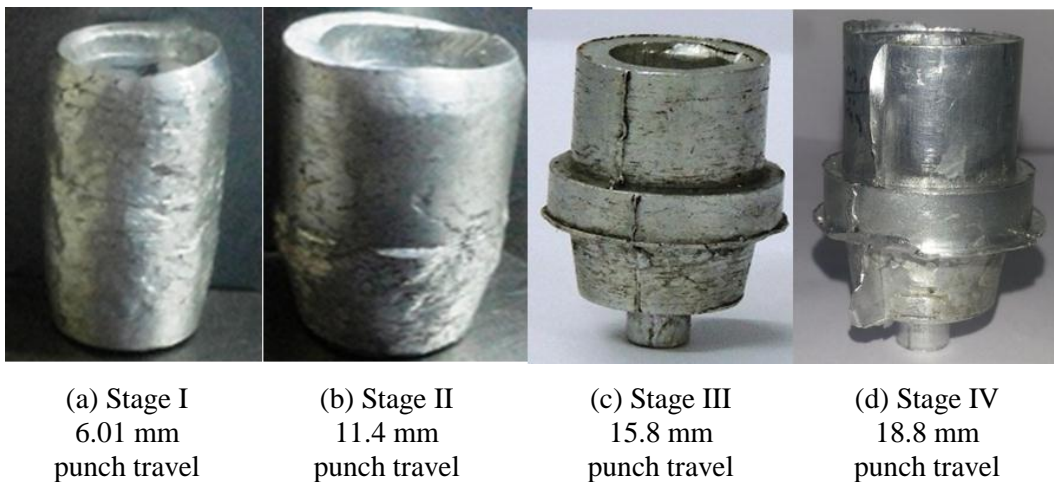 (a) Stage I
6.01 mm
punch travel
(b) Stage II
11.4 mm
punch travel
(c) Stage III
15.8 mm
punch travel
(d) Stage IV
18.8 mm
punch travel